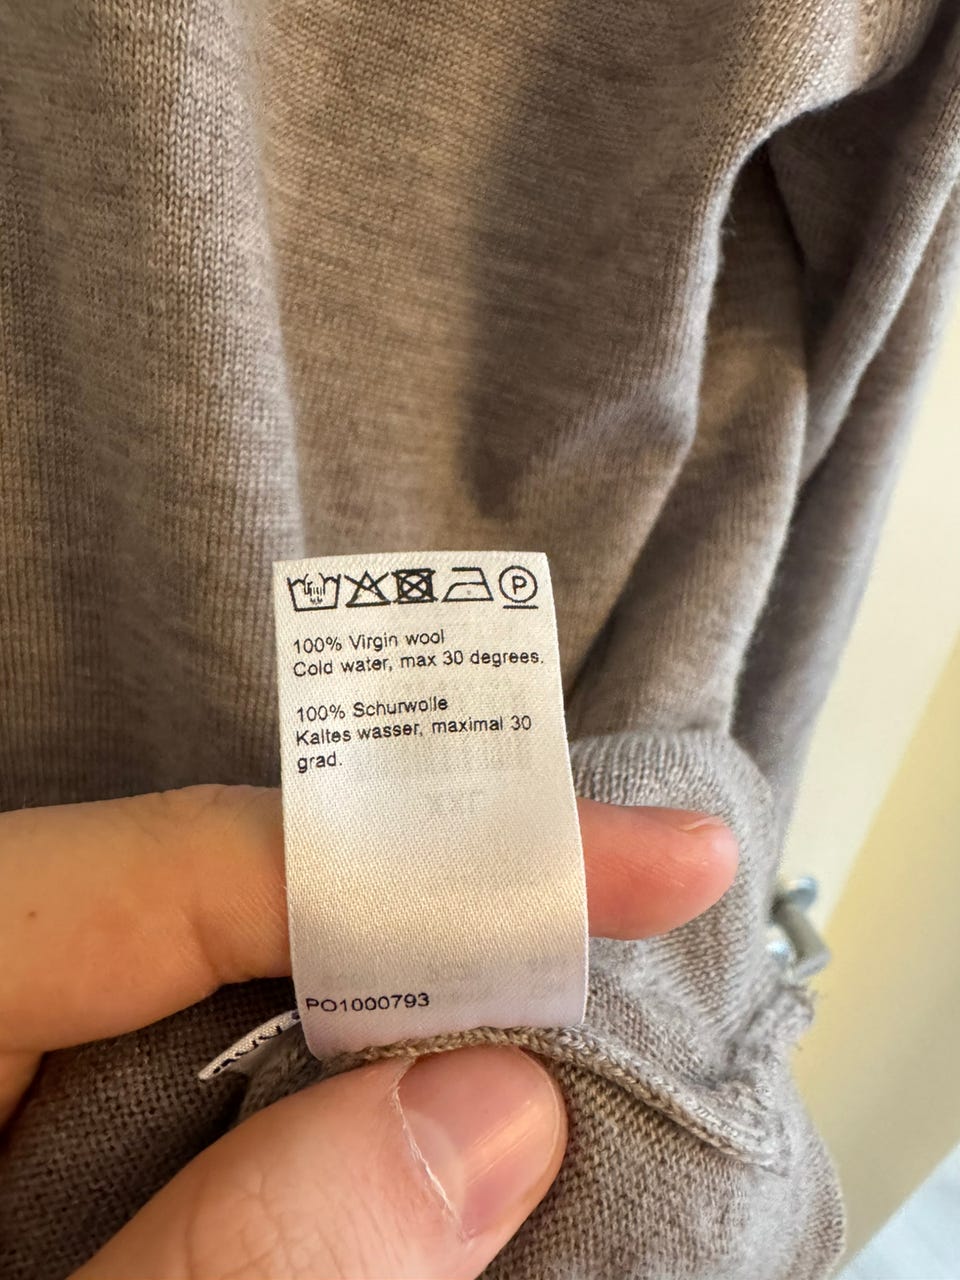 P
100% Virgin wool
Cold water, max 30 degrees.
100% Schurwolle
Kaltes wasser, maximal 30
grad.
PO1000793